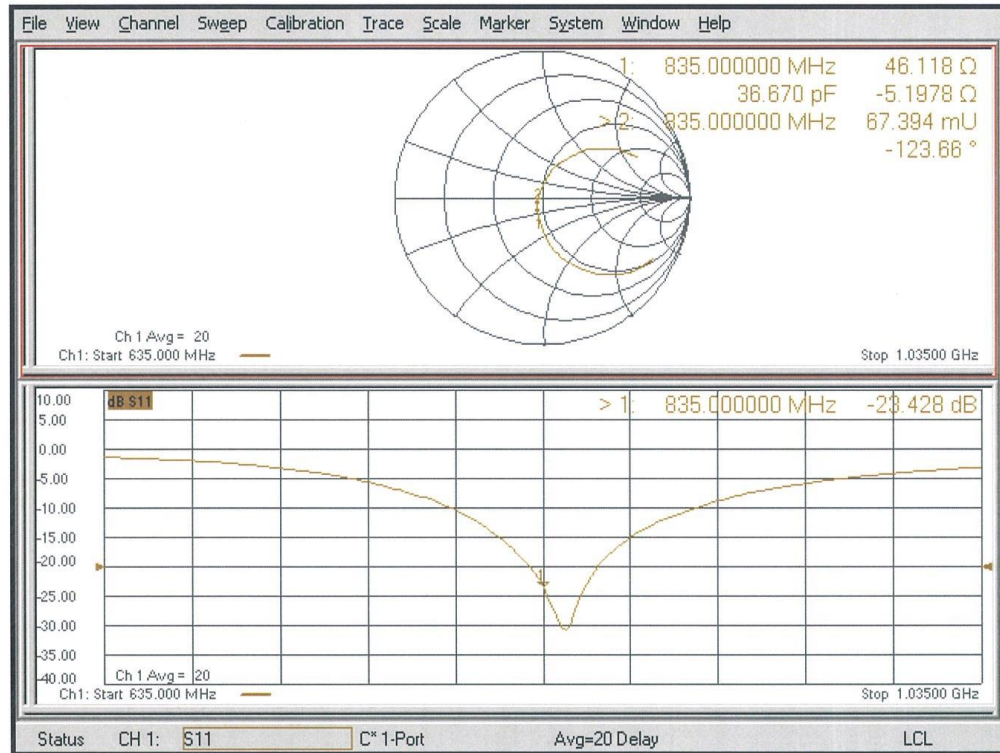 File View Channel Sweep Calibration Trace Scale Marker System Window Help
1: 835.000000 MHz 46.118 Ω
36.670 pF -5.1978 Ω
> 2: 835.000000 MHz 67.394 mU
-123.66 °
2
Ch 1 Avg = 20
Ch1: Start 635.000 MHz
Stop 1.03500 GHz
10.00
dB S11
> 1: 835.000000 MHz -23.428 dB
5.00
0.00
-5.00
-10.00
-15.00
-20.00
1
-25.00
-30.00
-35.00
-40.00
Ch 1 Avg = 20
Ch1: Start 635.000 MHz
Stop 1.03500 GHz
Status CH 1: S11 C* 1-Port Avg=20 Delay LCL